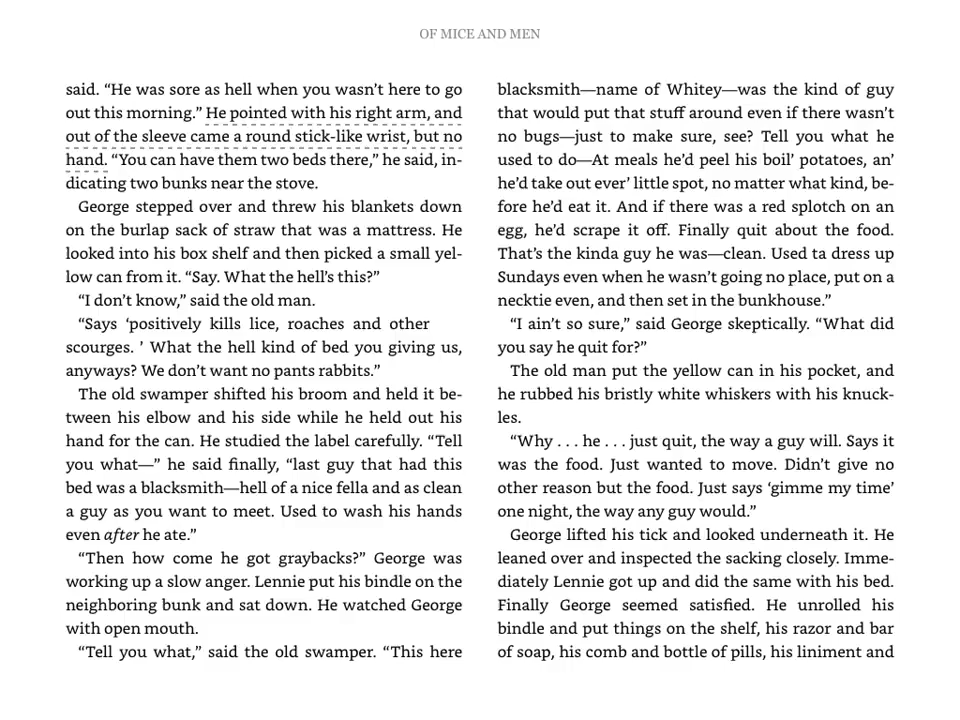 OF MICE AND MEN
said. “He was sore as hell when you wasn’t here to go
out this morning.” He pointed with his right arm, and
out of the sleeve came a round stick-like wrist, but no
hand. “You can have them two beds there,” he said, in-
dicating two bunks near the stove.
George stepped over and threw his blankets down
on the burlap sack of straw that was a mattress. He
looked into his box shelf and then picked a small yel-
low can from it. “Say. What the hell’s this?”
“I don’t know,” said the old man.
“Says ‘positively kills lice, roaches and other
scourges. ’ What the hell kind of bed you giving us,
anyways? We don’t want no pants rabbits.”
The old swamper shifted his broom and held it be-
tween his elbow and his side while he held out his
hand for the can. He studied the label carefully. “Tell
you what—” he said finally, “last guy that had this
bed was a blacksmith—hell of a nice fella and as clean
a guy as you want to meet. Used to wash his hands
even after he ate.”
“Then how come he got graybacks?” George was
working up a slow anger. Lennie put his bindle on the
neighboring bunk and sat down. He watched George
with open mouth.
“Tell you what,” said the old swamper. “This here
blacksmith—name of Whitey—was the kind of guy
that would put that stuff around even if there wasn’t
no bugs—just to make sure, see? Tell you what he
used to do—At meals he’d peel his boil’ potatoes, an’
he’d take out ever’ little spot, no matter what kind, be-
fore he’d eat it. And if there was a red splotch on an
egg, he’d scrape it off. Finally quit about the food.
That’s the kinda guy he was—clean. Used ta dress up
Sundays even when he wasn’t going no place, put on a
necktie even, and then set in the bunkhouse.”
“I ain’t so sure,” said George skeptically. “What did
you say he quit for?”
The old man put the yellow can in his pocket, and
he rubbed his bristly white whiskers with his knuck-
les.
“Why . . . he . . . just quit, the way a guy will. Says it
was the food. Just wanted to move. Didn’t give no
other reason but the food. Just says ‘gimme my time’
one night, the way any guy would.”
George lifted his tick and looked underneath it. He
leaned over and inspected the sacking closely. Imme-
diately Lennie got up and did the same with his bed.
Finally George seemed satisfied. He unrolled his
bindle and put things on the shelf, his razor and bar
of soap, his comb and bottle of pills, his liniment and